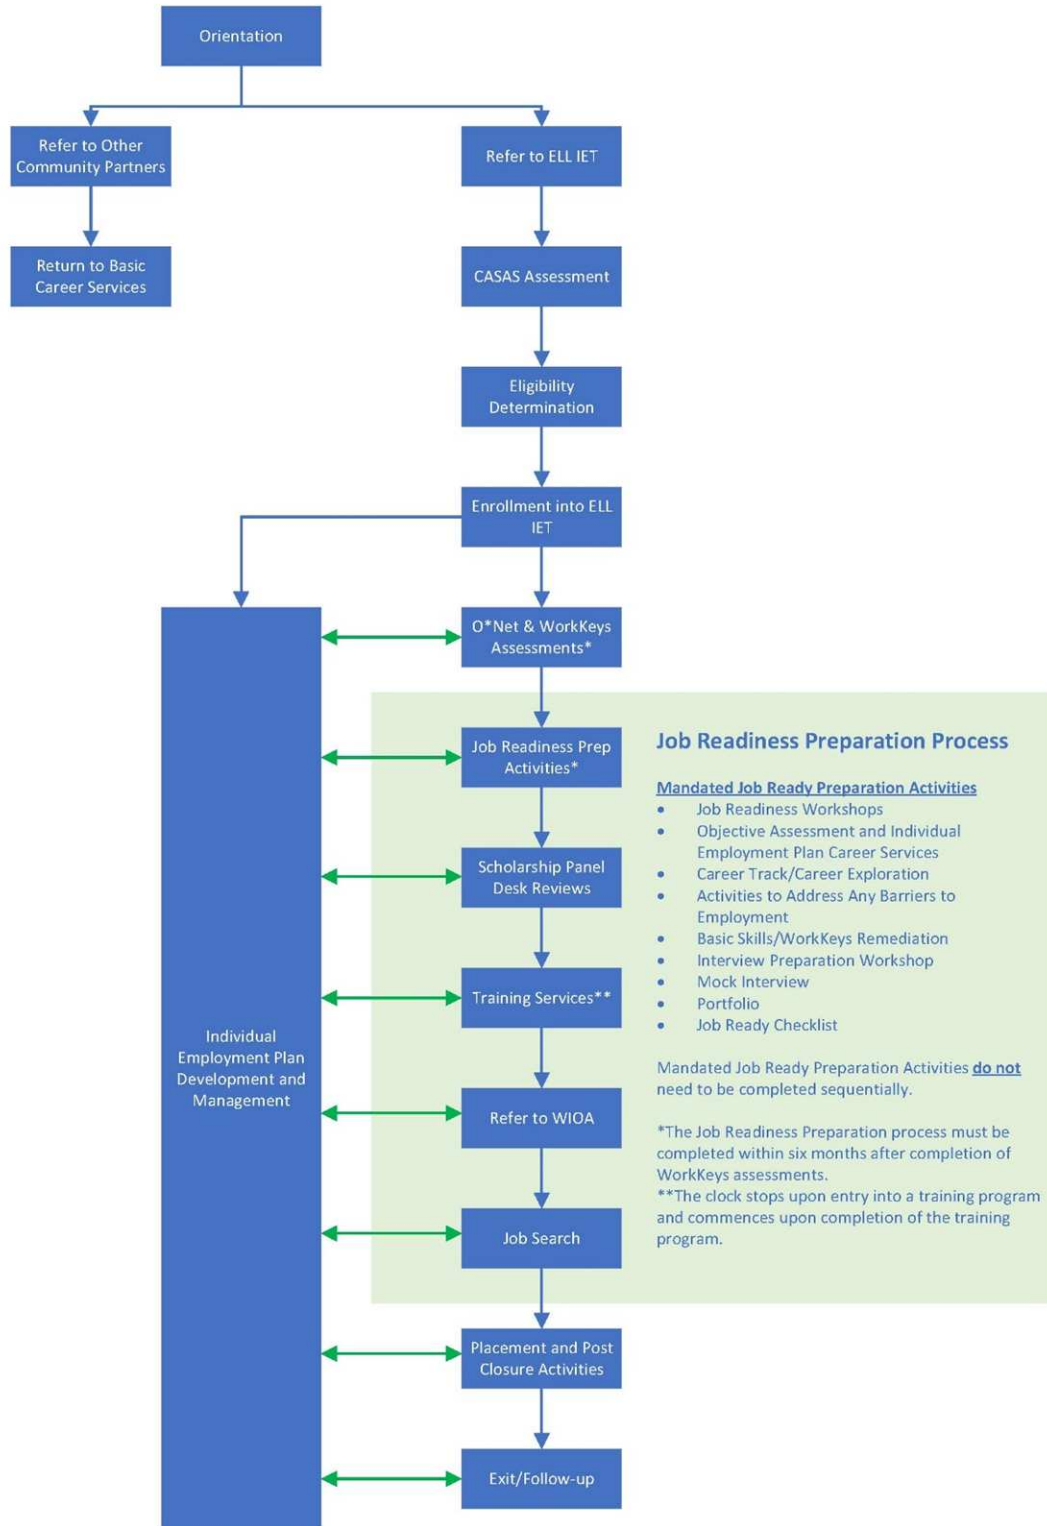 Orientation
Refer to Other
Community Partners
Refer to ELL IET
Return to Basic
Career Services
CASAS Assessment
Eligibility
Determination
Enrollment into ELL
IET
O*Net & WorkKeys
Assessments*
Job Readiness Prep
Activities*
Scholarship Panel
Desk Reviews
Training Services**
Refer to WIOA
Job Search
Placement and Post
Closure Activities
Exit/Follow-up
Individual
Employment Plan
Development and
Management
Job Readiness Preparation Process
Mandated Job Ready Preparation Activities
• Job Readiness Workshops
• Objective Assessment and Individual
Employment Plan Career Services
• Career Track/Career Exploration
• Activities to Address Any Barriers to
Employment
• Basic Skills/WorkKeys Remediation
• Interview Preparation Workshop
• Mock Interview
• Portfolio
• Job Ready Checklist
Mandated Job Ready Preparation Activities do not
need to be completed sequentially.
*The Job Readiness Preparation process must be
completed within six months after completion of
WorkKeys assessments.
**The clock stops upon entry into a training program
and commences upon completion of the training
program.